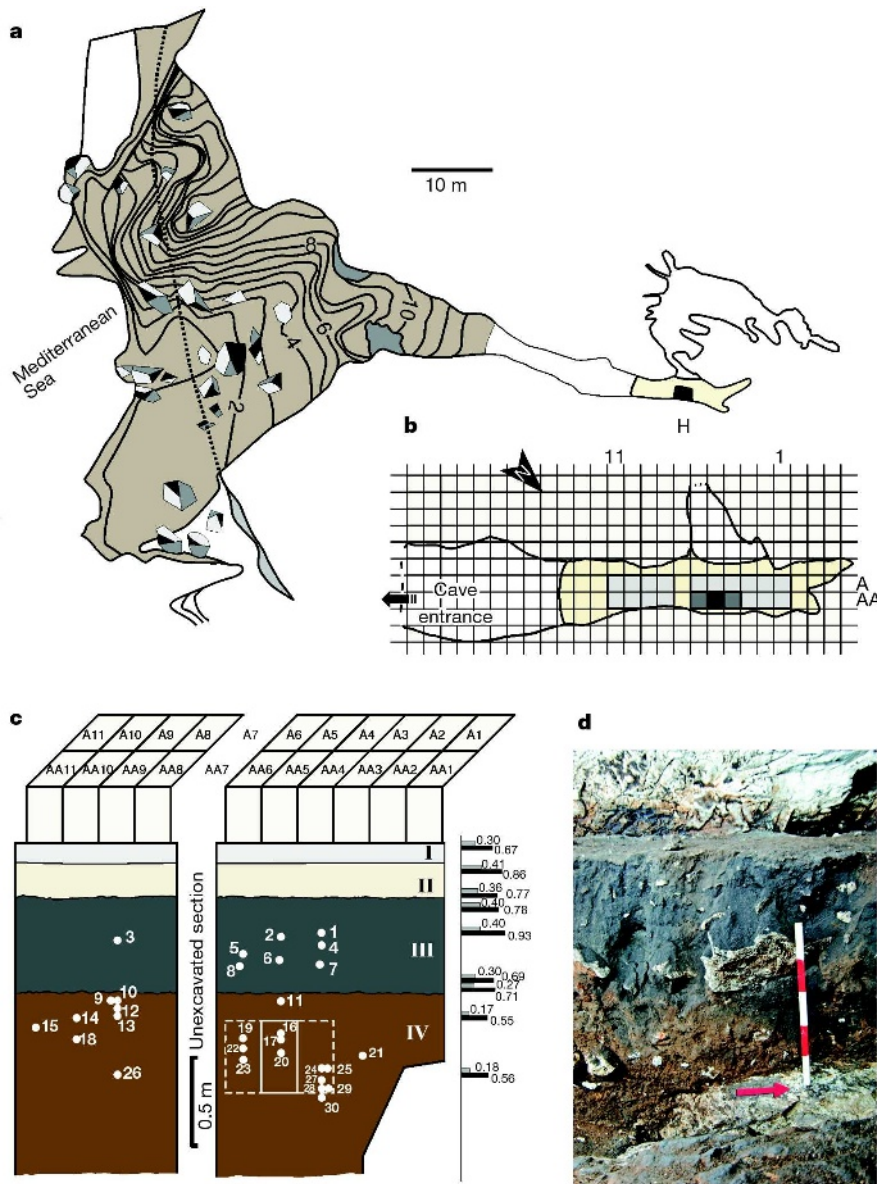 a
10 m
8
10
6
4
2
Mediterranean
Sea
H
b
11 1
N
Cave
entrance
A
AA
c
A11 A10 A9 A8 A7 A6 A5 A4 A3 A2 A1
AA11 AA10 AA9 AA8 AA7 AA6 AA5 AA4 AA3 AA2 AA1
I
II
III
IV
Unexcavated section
0.5 m
3
2 1
5 4
6
8 7
10
9
12
13
14
15
18
26
11
16
19
17
22
20
23
21
24 25
27
28 29
30
0.30
0.67
0.41
0.86
0.36
0.77
0.40
0.78
0.40
0.93
0.30
0.69
0.27
0.71
0.17
0.55
0.18
0.56
d